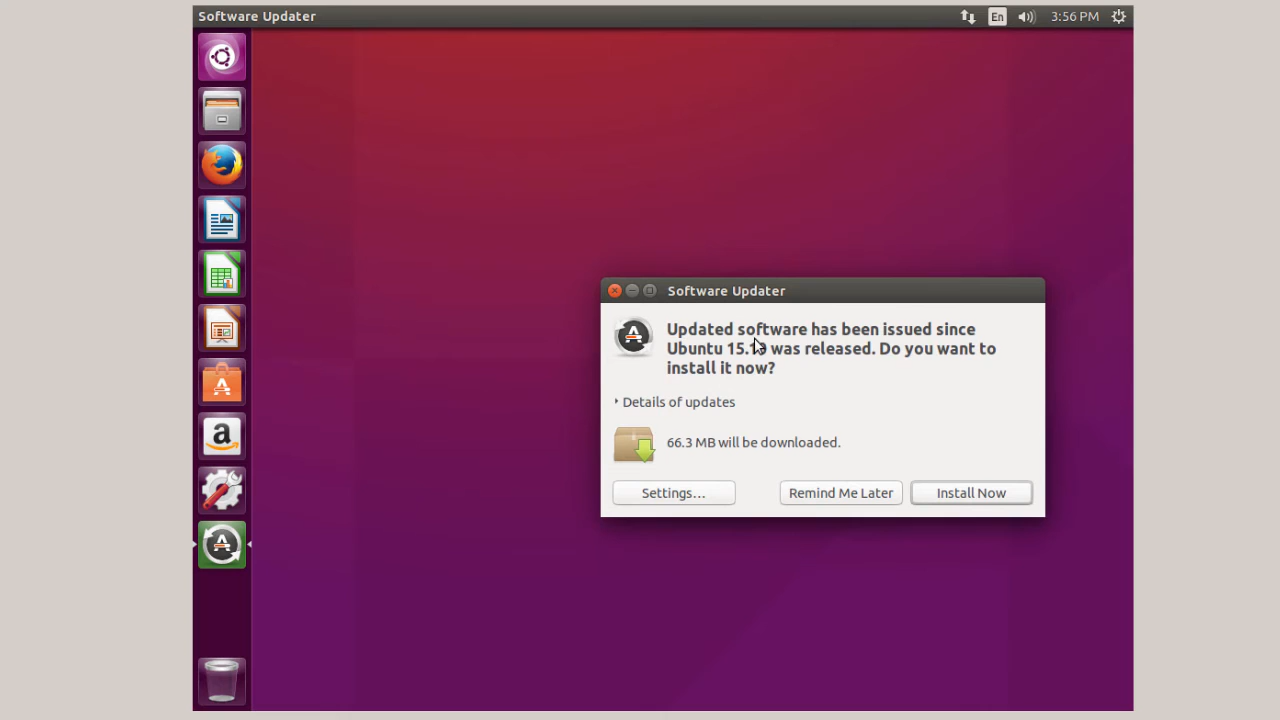 Software Updater
En
3:56 PM
Software Updater
Updated software has been issued since
Ubuntu 15.10 was released. Do you want to
install it now?
Details of updates
66.3 MB will be downloaded.
Settings...
Remind Me Later
Install Now